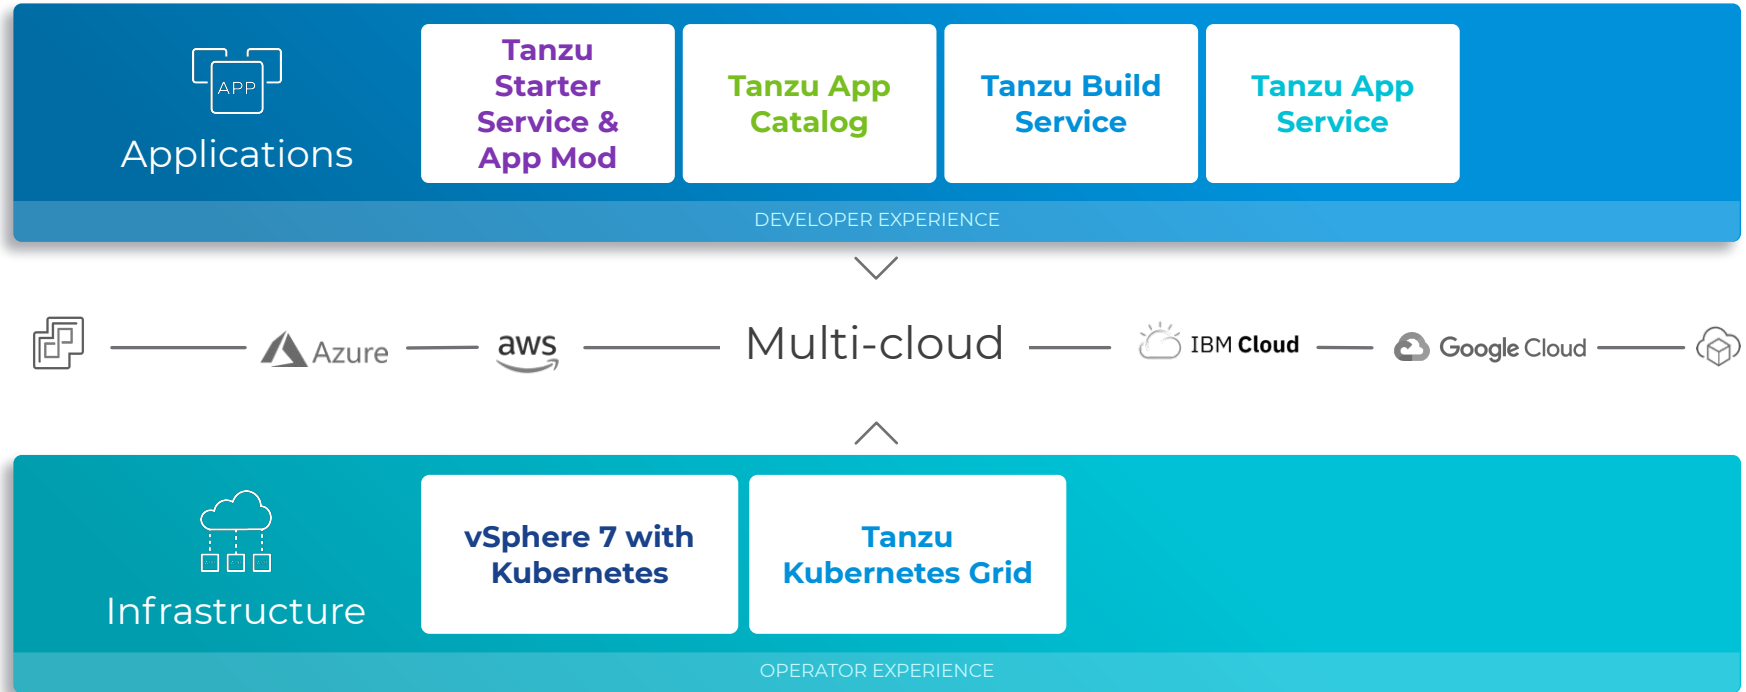 Tanzu
Starter
Service &
App Mod
Tanzu App
Catalog
Tanzu Build
Service
Tanzu App
Service
APP
Applications
DEVELOPER EXPERIENCE
Azure
aws
Multi-cloud
IBM Cloud
Google Cloud
vSphere 7 with
Kubernetes
Tanzu
Kubernetes Grid
Infrastructure
OPERATOR EXPERIENCE